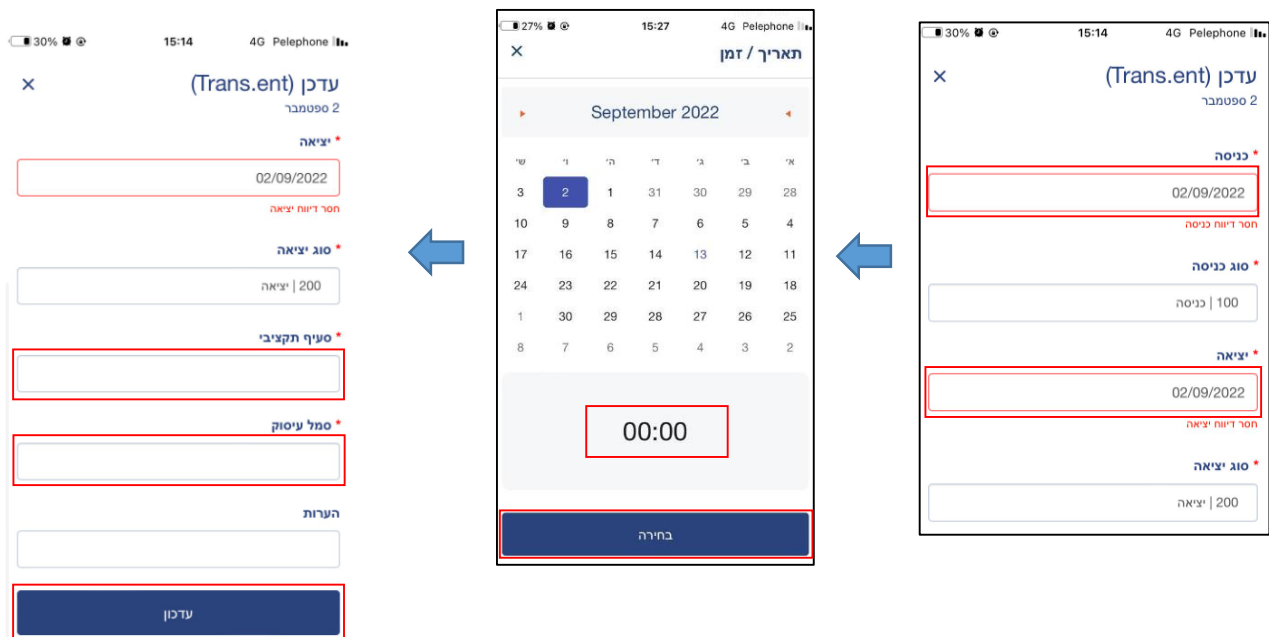 30% 15:14 4G Pelephone
עדכן (Trans.ent)
2 ספטמבר
* כניסה
02/09/2022
חסר דיווח כניסה
* סוג כניסה
100 | כניסה
* יציאה
02/09/2022
חסר דיווח יציאה
* סוג יציאה
200 | יציאה
27% 15:27 4G Pelephone
תאריך / זמן
September 2022
א' ב' ג' ד' ה' ו' ש'
28 29 30 31 1 2 3
4 5 6 7 8 9 10
11 12 13 14 15 16 17
18 19 20 21 22 23 24
25 26 27 28 29 30 1
2 3 4 5 6 7 8
00:00
בחירה
30% 15:14 4G Pelephone
עדכן (Trans.ent)
2 ספטמבר
* יציאה
02/09/2022
חסר דיווח יציאה
* סוג יציאה
200 | יציאה
* סעיף תקציבי
* סמל עיסוק
הערות
עדכון